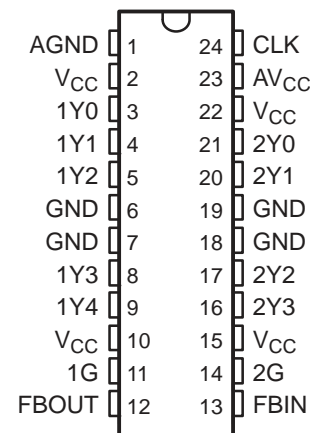 AGND 1 24 CLK
VCC 2 23 AVCC
1Y0 3 22 VCC
1Y1 4 21 2Y0
1Y2 5 20 2Y1
GND 6 19 GND
GND 7 18 GND
1Y3 8 17 2Y2
1Y4 9 16 2Y3
VCC 10 15 VCC
1G 11 14 2G
FBOUT 12 13 FBIN